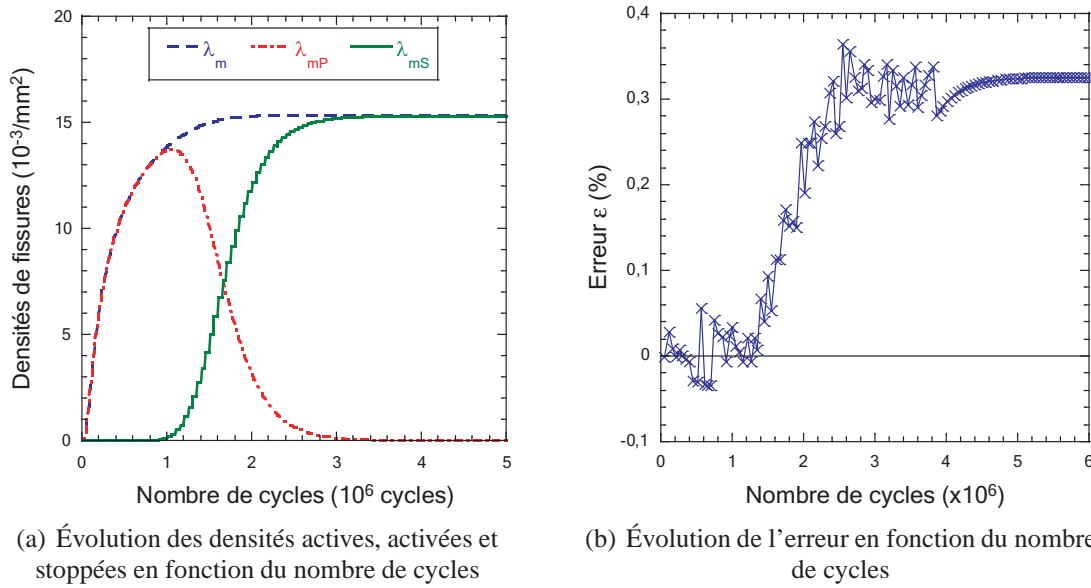 20
15
10
5
0
0 1 2 3 4 5
λm λmP λmS
Densités de fissures (10-3/mm2)
Nombre de cycles (106 cycles)
(a) Évolution des densités actives, activées et
stoppées en fonction du nombre de cycles
0,4
0,3
0,2
0,1
0
-0,1
0 1 2 3 4 5 6
Erreur ε (%)
Nombre de cycles (x106)
(b) Évolution de l'erreur en fonction du nombre
de cycles